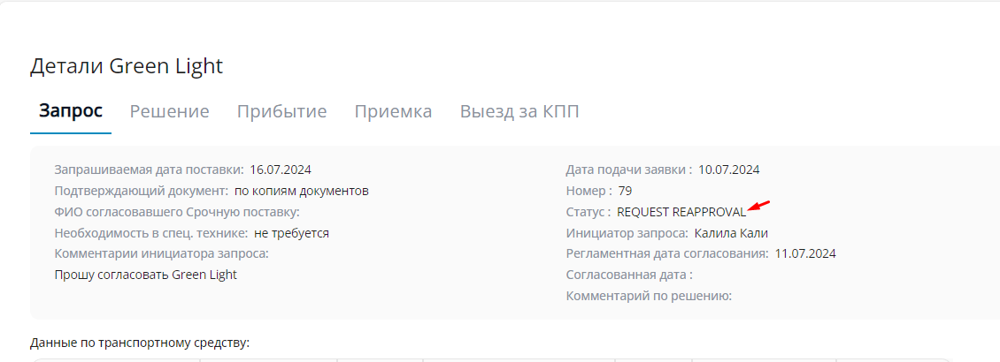 Детали Green Light
Запрос Решение Прибытие Приемка Выезд за КПП
Запрашиваемая дата поставки: 16.07.2024
Подтверждающий документ: по копиям документов
ФИО согласовавшего Срочную поставку:
Необходимость в спец. технике: не требуется
Комментарии инициатора запроса:
Прошу согласовать Green Light
Дата подачи заявки : 10.07.2024
Номер : 79
Статус : REQUEST REAPPROVAL
Инициатор запроса: Калила Кали
Регламентная дата согласования: 11.07.2024
Согласованная дата :
Комментарий по решению:
Данные по транспортному средству: